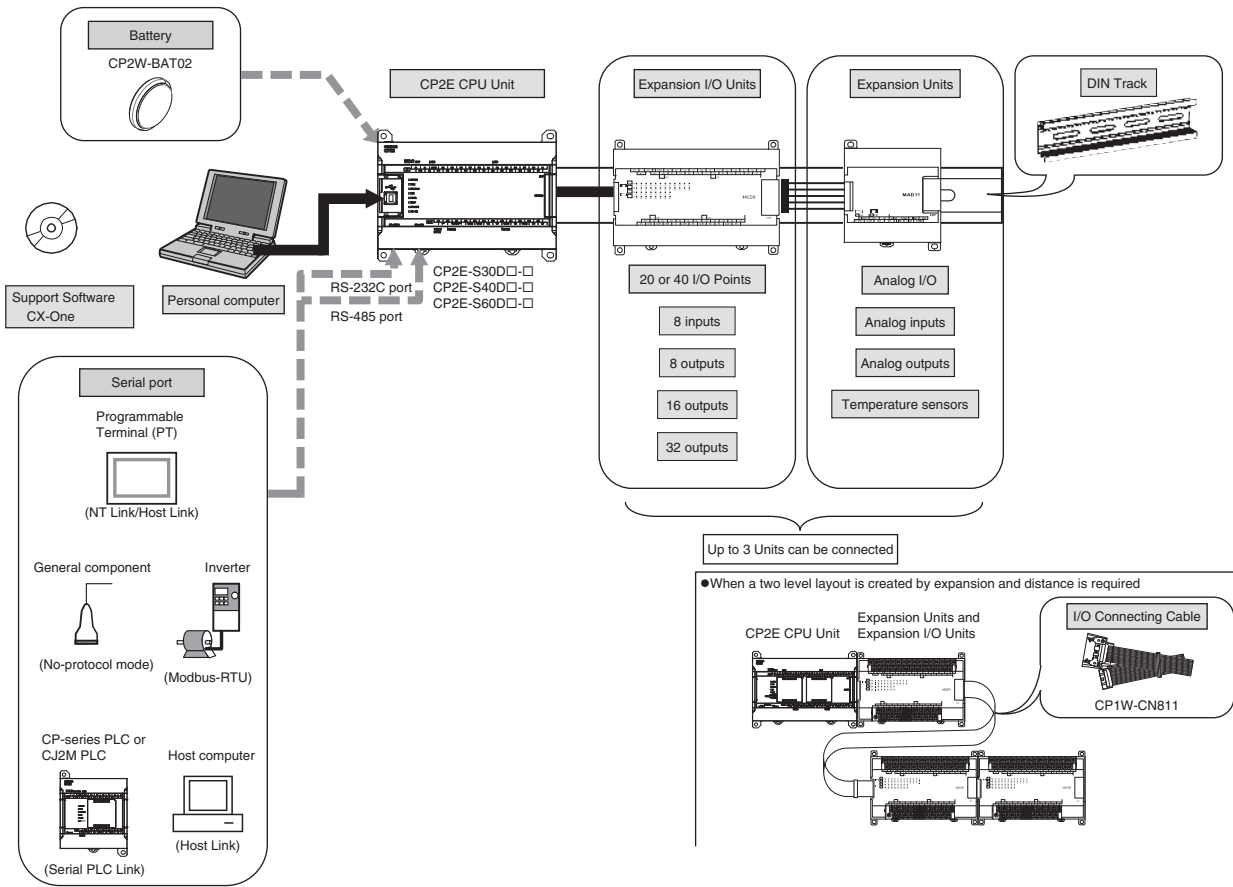 Battery
CP2W-BAT02
CP2E CPU Unit
Expansion I/O Units
Expansion Units
DIN Track
MAD11
40EDR
CP2E-S30D□-□
CP2E-S40D□-□
CP2E-S60D□-□
RS-232C port
RS-485 port
Support Software
CX-One
Personal computer
20 or 40 I/O Points
8 inputs
8 outputs
16 outputs
32 outputs
Analog I/O
Analog inputs
Analog outputs
Temperature sensors
Up to 3 Units can be connected
Serial port
Programmable
Terminal (PT)
(NT Link/Host Link)
General component
Inverter
(No-protocol mode)
(Modbus-RTU)
CP-series PLC or
CJ2M PLC
Host computer
(Host Link)
(Serial PLC Link)
●When a two level layout is created by expansion and distance is required
CP2E CPU Unit
Expansion Units and
Expansion I/O Units
I/O Connecting Cable
CP1W-CN811